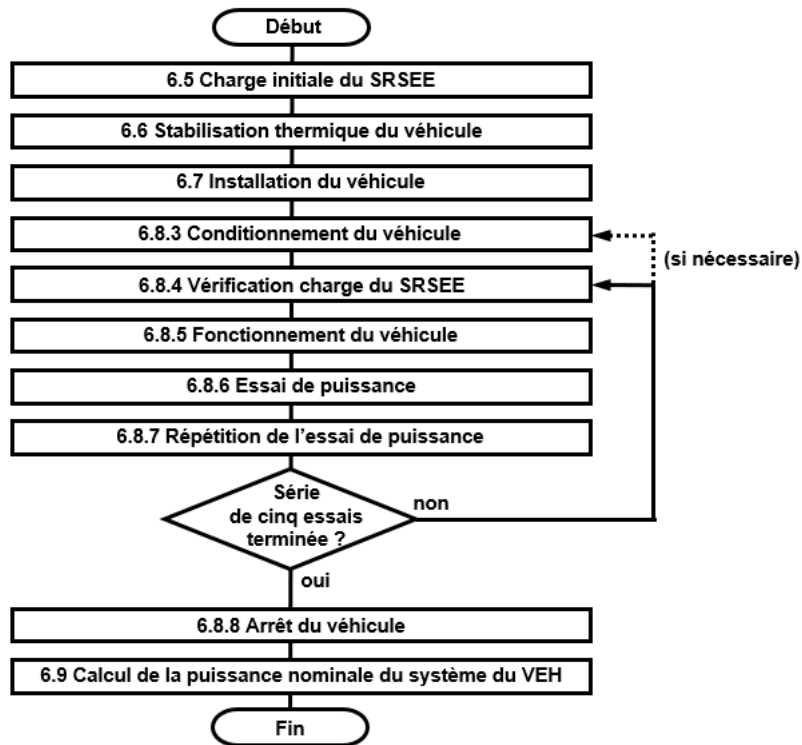 Début
6.5 Charge initiale du SRSEE
6.6 Stabilisation thermique du véhicule
6.7 Installation du véhicule
6.8.3 Conditionnement du véhicule
(si nécessaire)
6.8.4 Vérification charge du SRSEE
6.8.5 Fonctionnement du véhicule
6.8.6 Essai de puissance
6.8.7 Répétition de l'essai de puissance
Série
de cinq essais
terminée ?
non
oui
6.8.8 Arrêt du véhicule
6.9 Calcul de la puissance nominale du système du VEH
Fin